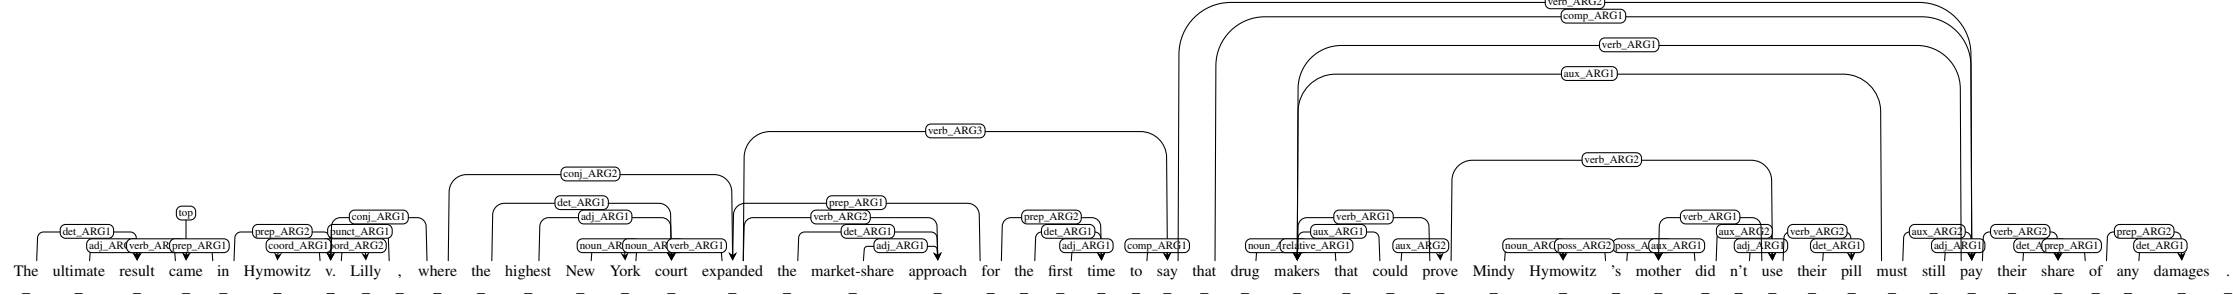 verb_ARG2
comp_ARG1
verb_ARG1
aux_ARG1
verb_ARG3
verb_ARG2
conj_ARG2
det_ARG1 prep_ARG1
top conj_ARG1 adj_ARG1 verb_ARG2 prep_ARG2 verb_ARG1 verb_ARG1
det_ARG1 prep_ARG2 punct_ARG1 det_ARG1 det_ARG1 aux_ARG1 aux_ARG2 verb_ARG2 aux_ARG2 verb_ARG2 prep_ARG2
prep_ARG1 coord_ARG1 verb_ARG1 adj_ARG1 adj_ARG1 comp_ARG1 relative_ARG1 aux_ARG2 poss_ARG2 aux_ARG1 adj_ARG1 det_ARG1 adj_ARG1 prep_ARG1 det_ARG1
The ultimate result came in Hymowitz v. Lilly , where the highest New York court expanded the market-share approach for the first time to say that drug makers that could prove Mindy Hymowitz 's mother did n't use their pill must still pay their share of any damages .